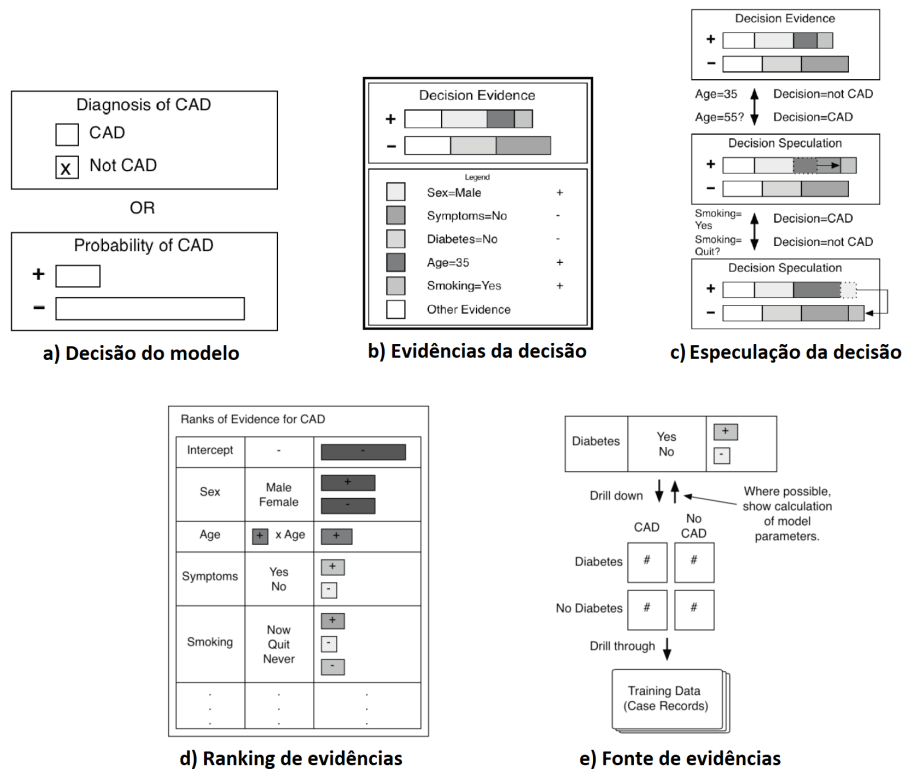 Diagnosis of CAD
CAD
X Not CAD
OR
Probability of CAD
+
−
a) Decisão do modelo
Decision Evidence
+
−
Legend
Sex=Male +
Symptoms=No -
Diabetes=No -
Age=35 +
Smoking=Yes +
Other Evidence
b) Evidências da decisão
Decision Evidence
+
−
Age=35 Decision=not CAD
Age=55? Decision=CAD
Decision Speculation
+
−
Smoking=
Yes
Decision=CAD
Smoking=
Quit?
Decision=not CAD
Decision Speculation
+
−
c) Especulação da decisão
Ranks of Evidence for CAD
Intercept - -
Sex
Male +
Female -
Age + x Age +
Symptoms
Yes +
No -
Smoking
Now +
Quit -
Never -
. . .
. . .
. . .
d) Ranking de evidências
Diabetes
Yes +
No -
Drill down
Where possible,
show calculation
of model
parameters.
CAD
No
CAD
Diabetes # #
No Diabetes # #
Drill through
Training Data
(Case Records)
e) Fonte de evidências